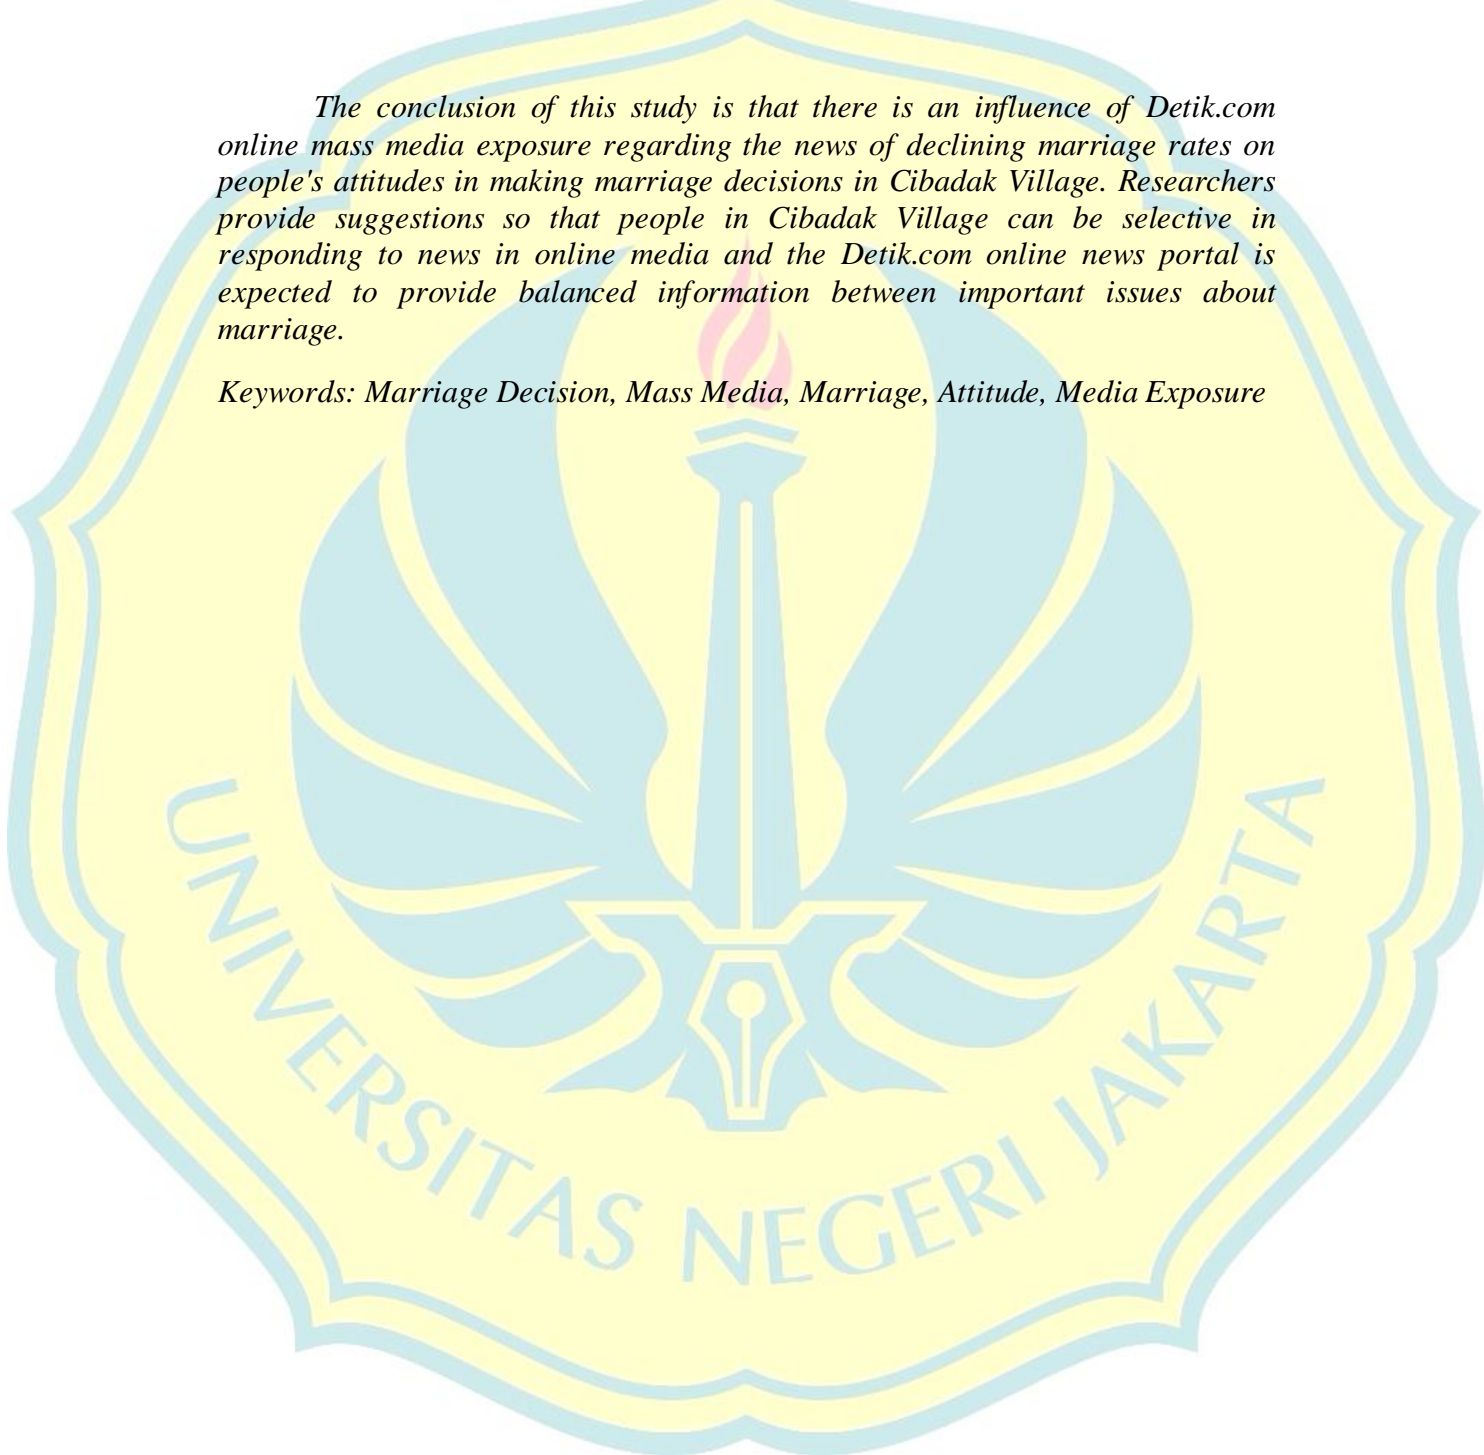 The conclusion of this study is that there is an influence of Detik.com
online mass media exposure regarding the news of declining marriage rates on
people's attitudes in making marriage decisions in Cibadak Village. Researchers
provide suggestions so that people in Cibadak Village can be selective in
responding to news in online media and the Detik.com online news portal is
expected to provide balanced information between important issues about
marriage.
Keywords: Marriage Decision, Mass Media, Marriage, Attitude, Media Exposure
UNIVERSITAS NEGERI JAKARTA